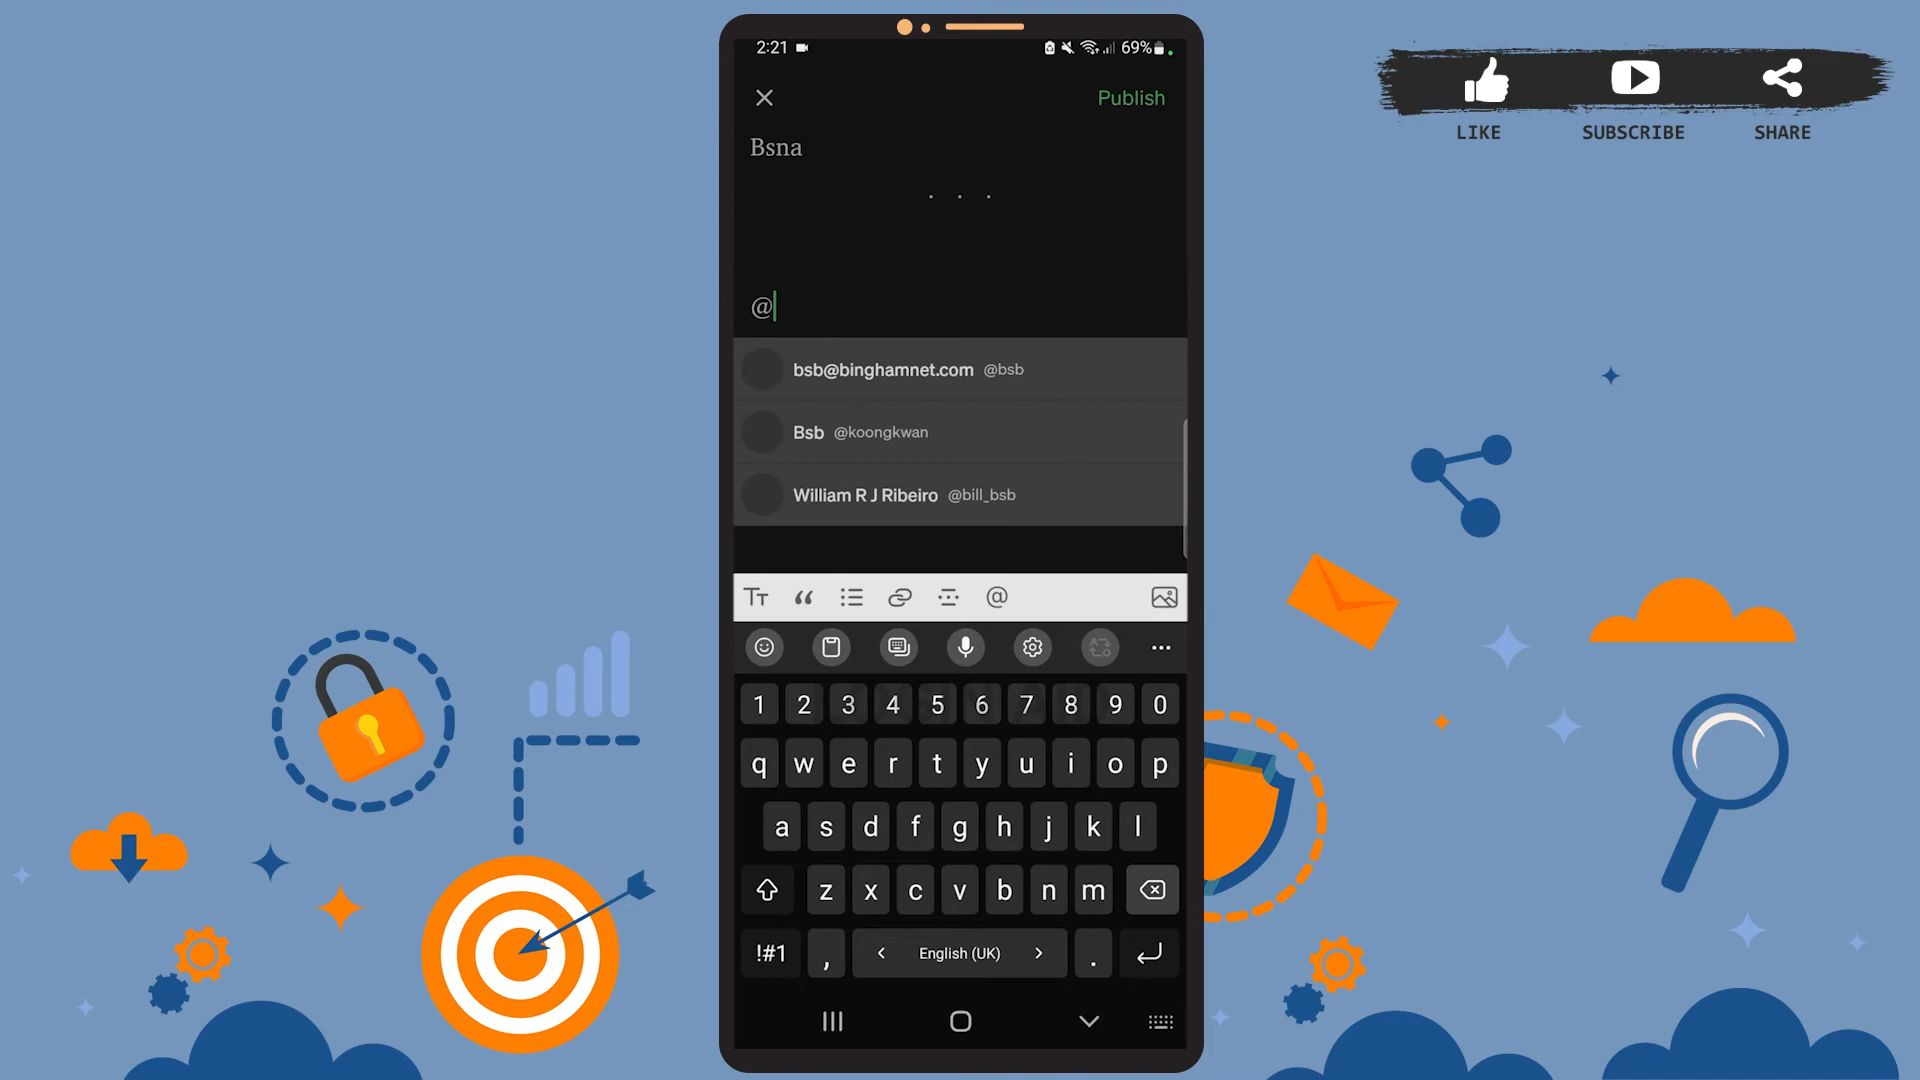 2:21 69%
Publish
Bsna
. . .
@
bsb@binghamnet.com @bsb
Bsb @koongkwan
William R J Ribeiro @bill_bsb
TT “ @
1 2 3 4 5 6 7 8 9 0
q w e r t y u i o p
a s d f g h j k l
z x c v b n m
!#1 , < English (UK) > .
LIKE SUBSCRIBE SHARE